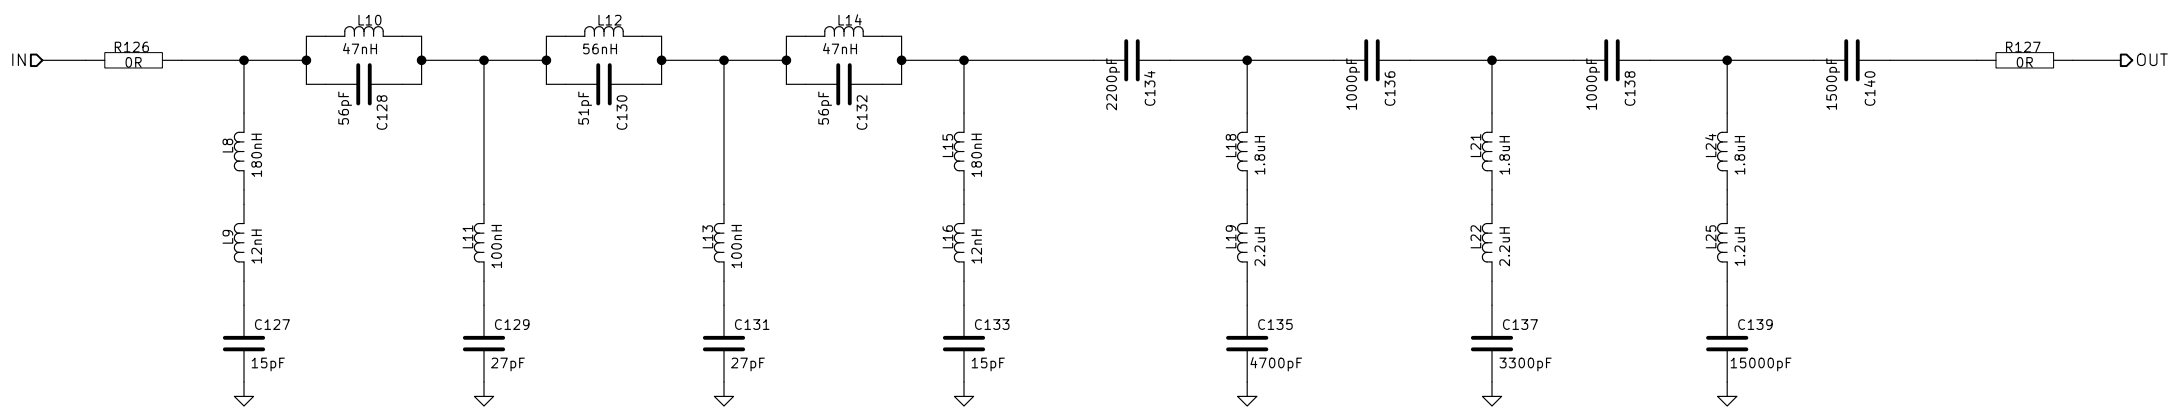 IN
R126
0R
L10
47nH
56pF
C128
L12
56nH
51pF
C130
L14
47nH
56pF
C132
2200pF
C134
1000pF
C136
1000pF
C138
1500pF
C140
R127
0R
OUT
L8
180nH
L9
12nH
C127
15pF
L11
100nH
C129
27pF
L13
100nH
C131
27pF
L15
180nH
L16
12nH
C133
15pF
L18
1.8uH
L19
2.2uH
C135
4700pF
L21
1.8uH
L22
2.2uH
C137
3300pF
L24
1.8uH
L25
1.2uH
C139
15000pF